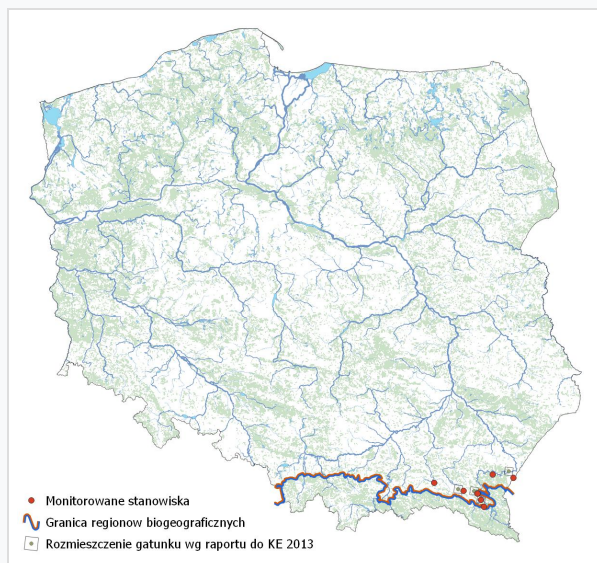 Monitorowane stanowiska
Granica regionow biogeograficznych
Rozmieszczenie gatunku wg raportu do KE 2013